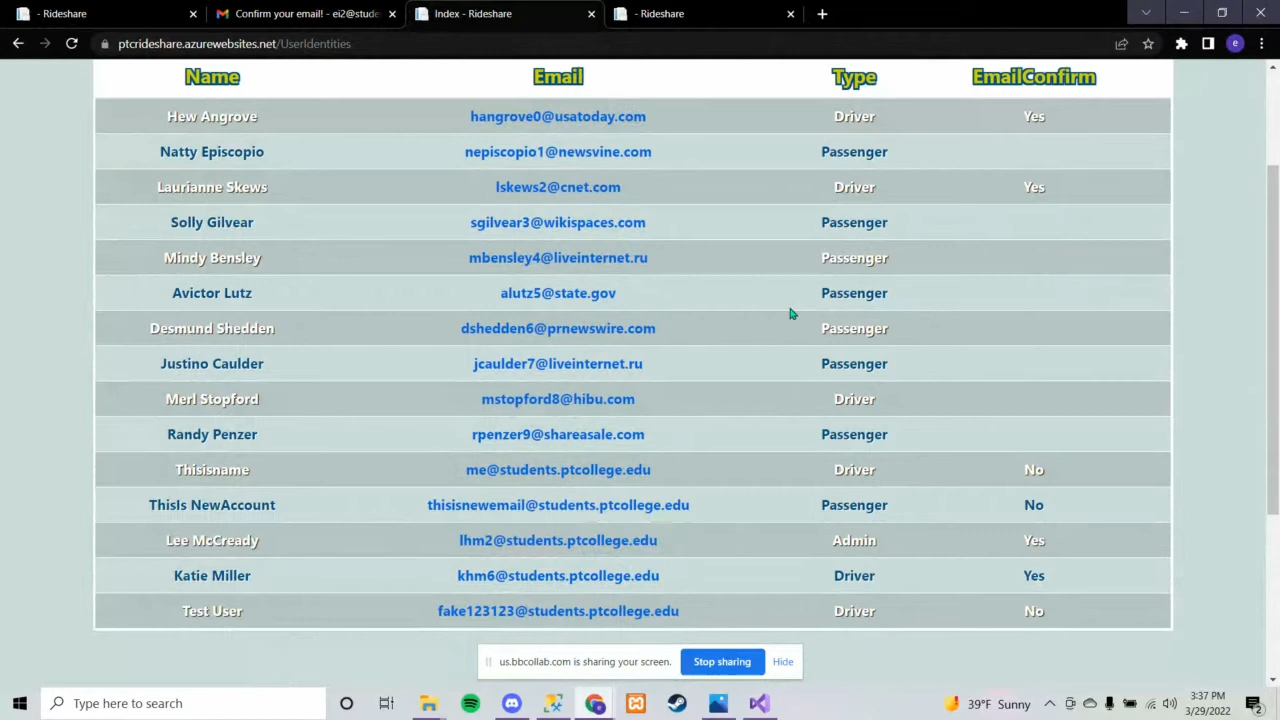 - Rideshare
Confirm your email! - ei2@stude
Index - Rideshare
- Rideshare
ptcrideshare.azurewebsites.net/UserIdentities
e
Name Email Type EmailConfirm
Hew Angrove hangrove0@usatoday.com Driver Yes
Natty Episcopio nepiscopio1@newsvine.com Passenger
Laurianne Skews lskews2@cnet.com Driver Yes
Solly Gilvear sgilvear3@wikispaces.com Passenger
Mindy Bensley mbensley4@liveinternet.ru Passenger
Avictor Lutz alutz5@state.gov Passenger
Desmund Shedden dshedden6@prnewswire.com Passenger
Justino Caulder jcaulder7@liveinternet.ru Passenger
Merl Stopford mstopford8@hibu.com Driver
Randy Penzer rpenzer9@shareasale.com Passenger
Thisisname me@students.ptcollege.edu Driver No
ThisIs NewAccount thisisnewemail@students.ptcollege.edu Passenger No
Lee McCready lhm2@students.ptcollege.edu Admin Yes
Katie Miller khm6@students.ptcollege.edu Driver Yes
Test User fake123123@students.ptcollege.edu Driver No
us.bbcollab.com is sharing your screen. Stop sharing Hide
Type here to search
39°F Sunny
3:37 PM
3/29/2022
2